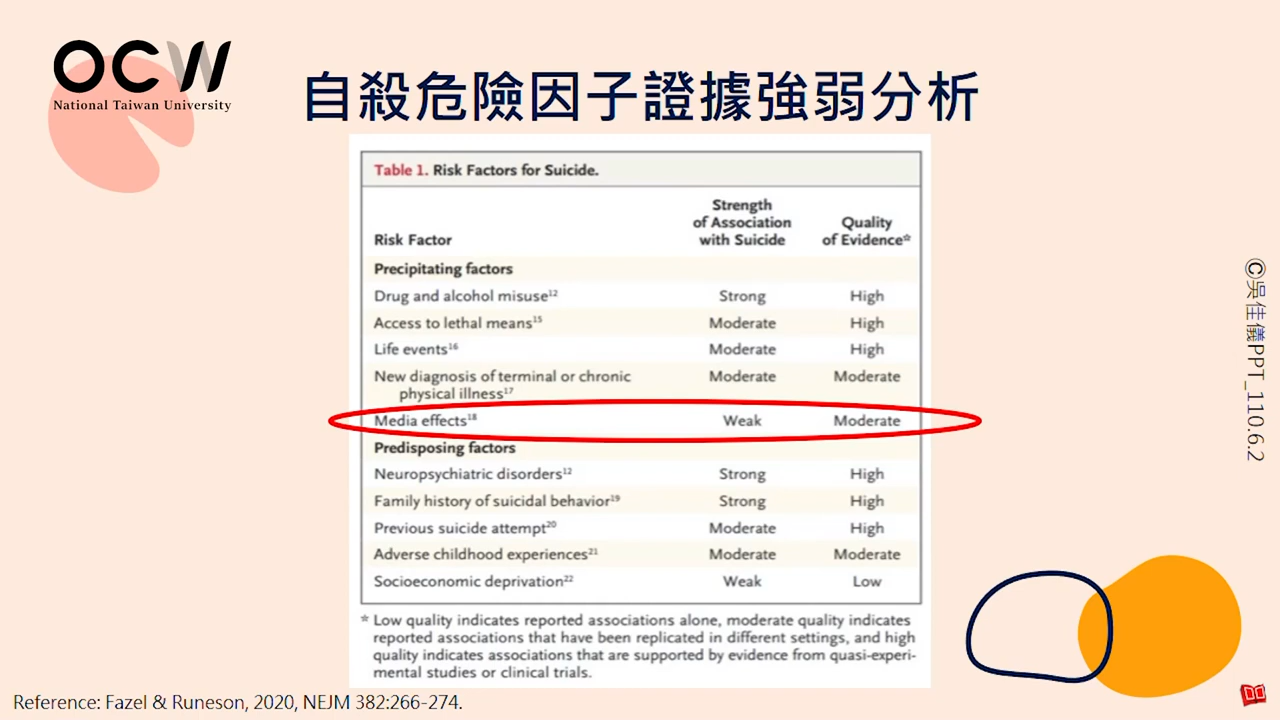 OCW
National Taiwan University
自殺危險因子證據強弱分析
Table 1. Risk Factors for Suicide.
Risk Factor Strength of Association with Suicide Quality of Evidence*
Precipitating factors
Drug and alcohol misuse¹² Strong High
Access to lethal means¹⁵ Moderate High
Life events¹⁶ Moderate High
New diagnosis of terminal or chronic physical illness¹⁷ Moderate Moderate
Media effects¹⁸ Weak Moderate
Predisposing factors
Neuropsychiatric disorders¹² Strong High
Family history of suicidal behavior¹⁹ Strong High
Previous suicide attempt²⁰ Moderate High
Adverse childhood experiences²¹ Moderate Moderate
Socioeconomic deprivation²² Weak Low
* Low quality indicates reported associations alone, moderate quality indicates
reported associations that have been replicated in different settings, and high
quality indicates associations that are supported by evidence from quasi-experi-
mental studies or clinical trials.
Reference: Fazel & Runeson, 2020, NEJM 382:266-274.
©吳佳儀PPT_110.6.2